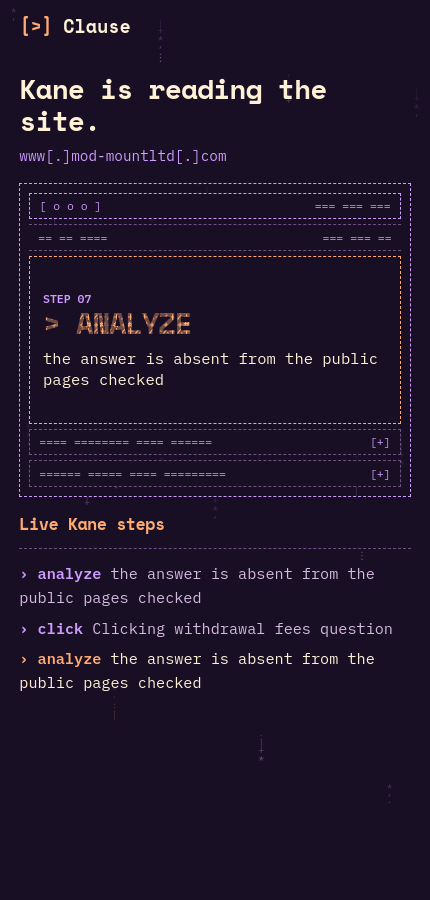 [>] Clause
Kane is reading the
site.
www[.]mod-mountltd[.]com
[ o o o ] === === ===
== == ==== === === ==
STEP 07
> ANALYZE
the answer is absent from the public
pages checked
==== ======== ==== ====== [+]
====== ===== ==== ========= [+]
Live Kane steps
› analyze the answer is absent from the
public pages checked
› click Clicking withdrawal fees question
› analyze the answer is absent from the
public pages checked